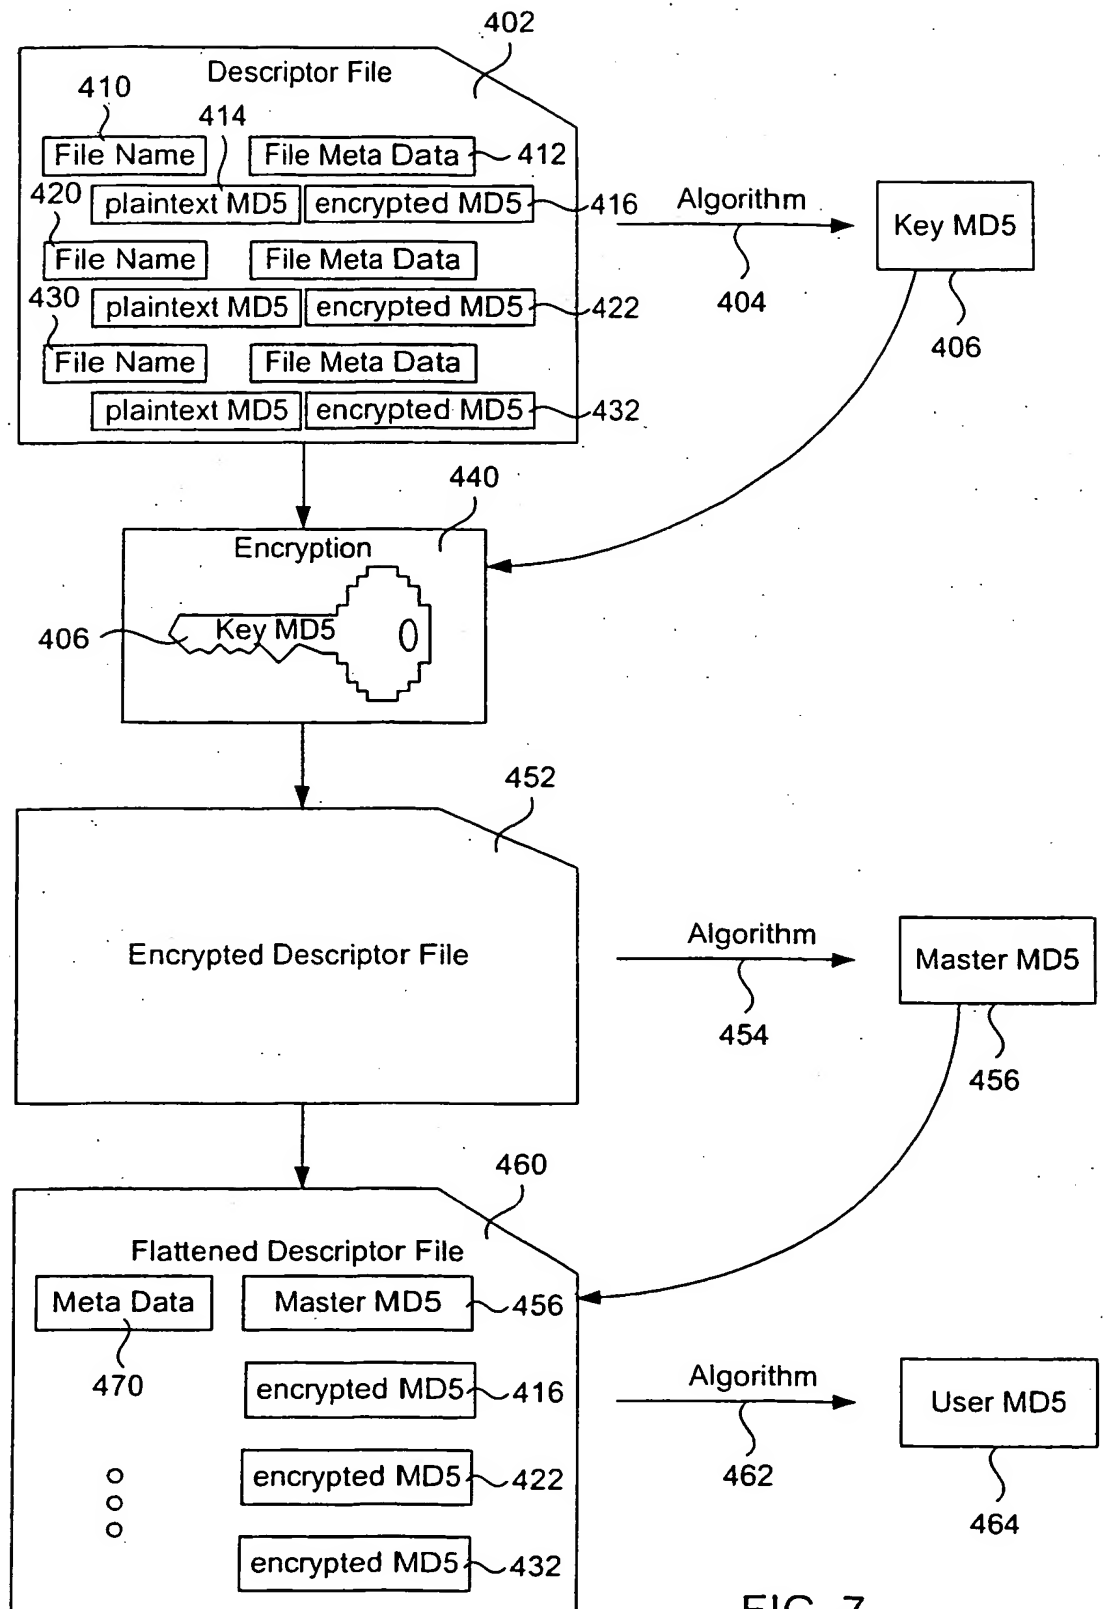 402
Descriptor File
410
414
File Name File Meta Data 412
420
plaintext MD5 encrypted MD5 416
Algorithm
404
Key MD5
406
File Name File Meta Data
430
plaintext MD5 encrypted MD5 422
File Name File Meta Data
plaintext MD5 encrypted MD5 432
440
Encryption
406
Key MD5
452
Encrypted Descriptor File
Algorithm
454
Master MD5
456
460
Flattened Descriptor File
Meta Data Master MD5 456
470
encrypted MD5 416
Algorithm
462
User MD5
464
encrypted MD5 422
encrypted MD5 432
FIG. 7